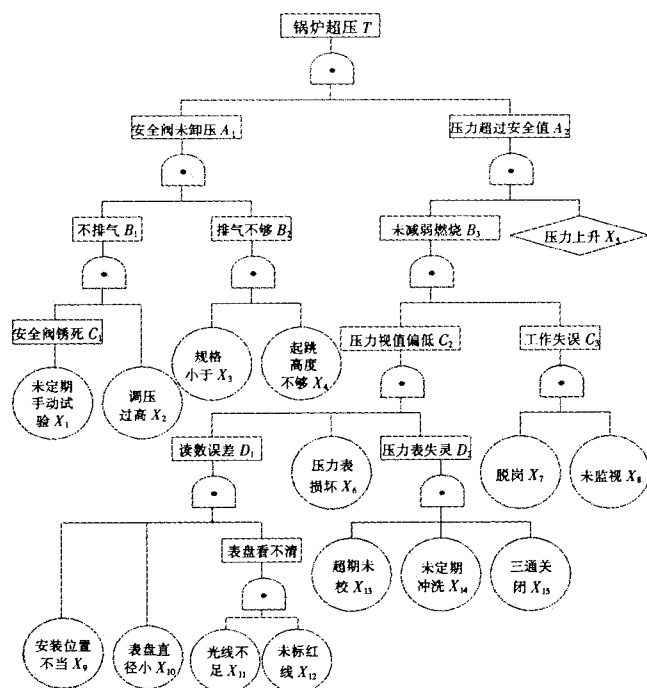 锅炉超压 T
安全阀未卸压 A₁
压力超过安全值 A₂
不排气 B₁
排气不够 B₂
未减弱燃烧 B₃
压力上升 X₅
安全阀锈死 C₁
压力视值偏低 C₂
工作失误 C₃
未定期
手动试
验 X₁
调压
过高 X₂
规格
小于 X₃
起跳
高度
不够 X₄
读数误差 D₁
压力表
损坏 X₆
压力表失灵 D₂
脱岗 X₇
未监视 X₈
表盘看不清
超期未
校 X₁₃
未定期
冲洗 X₁₄
三通关
闭 X₁₅
安装位置
不当 X₉
表盘直
径小 X₁₀
光线不
足 X₁₁
未标红
线 X₁₂